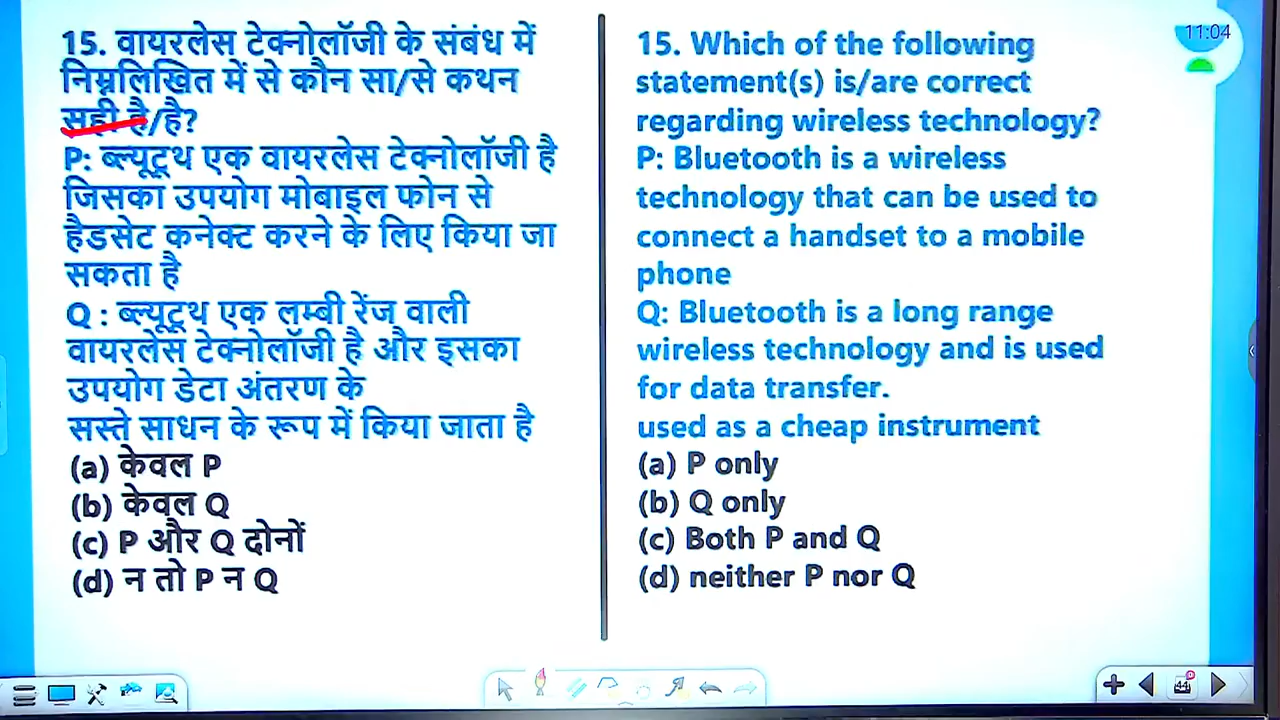 15. वायरलेस टेक्नोलॉजी के संबंध में
निम्नलिखित में से कौन सा/से कथन
सही है/है?
P: ब्ल्यूटूथ एक वायरलेस टेक्नोलॉजी है
जिसका उपयोग मोबाइल फोन से
हैडसेट कनेक्ट करने के लिए किया जा
सकता है
Q : ब्ल्यूटूथ एक लम्बी रेंज वाली
वायरलेस टेक्नोलॉजी है और इसका
उपयोग डेटा अंतरण के
सस्ते साधन के रूप में किया जाता है
(a) केवल P
(b) केवल Q
(c) P और Q दोनों
(d) न तो P न Q
15. Which of the following
statement(s) is/are correct
regarding wireless technology?
P: Bluetooth is a wireless
technology that can be used to
connect a handset to a mobile
phone
Q: Bluetooth is a long range
wireless technology and is used
for data transfer.
used as a cheap instrument
(a) P only
(b) Q only
(c) Both P and Q
(d) neither P nor Q
11:04
44